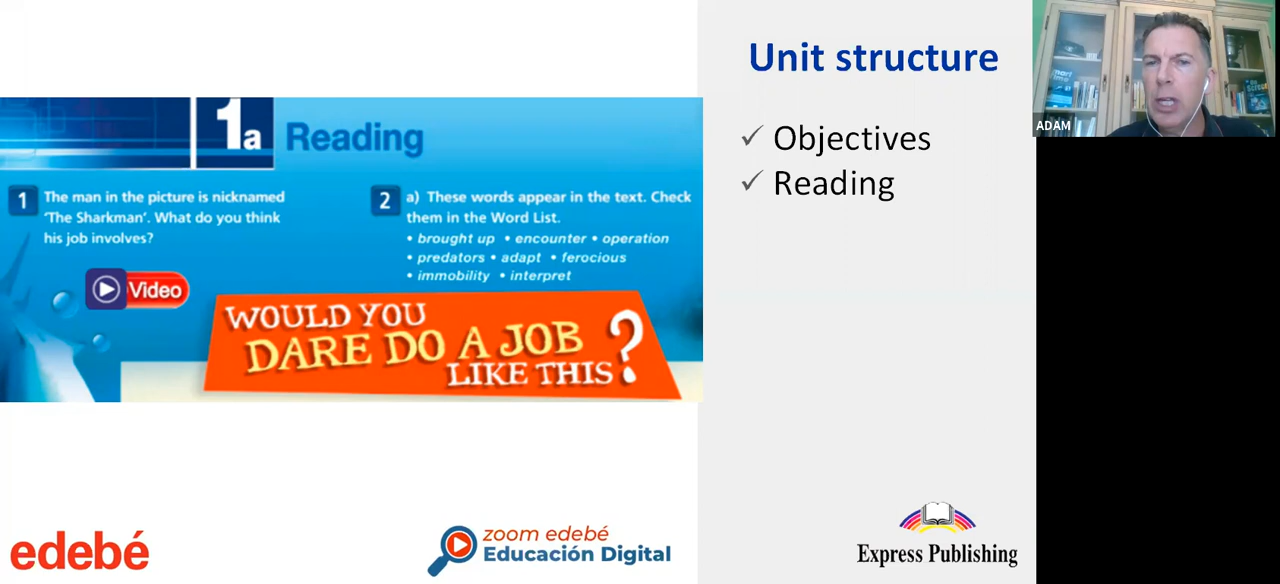 1a Reading
1 The man in the picture is nicknamed
'The Sharkman'. What do you think
his job involves?
Video
2 a) These words appear in the text. Check
them in the Word List.
• brought up • encounter • operation
• predators • adapt • ferocious
• immobility • interpret
WOULD YOU
DARE DO A JOB
LIKE THIS?
Unit structure
✓ Objectives
✓ Reading
ADAM
edebé
zoom edebé
Educación Digital
Express Publishing